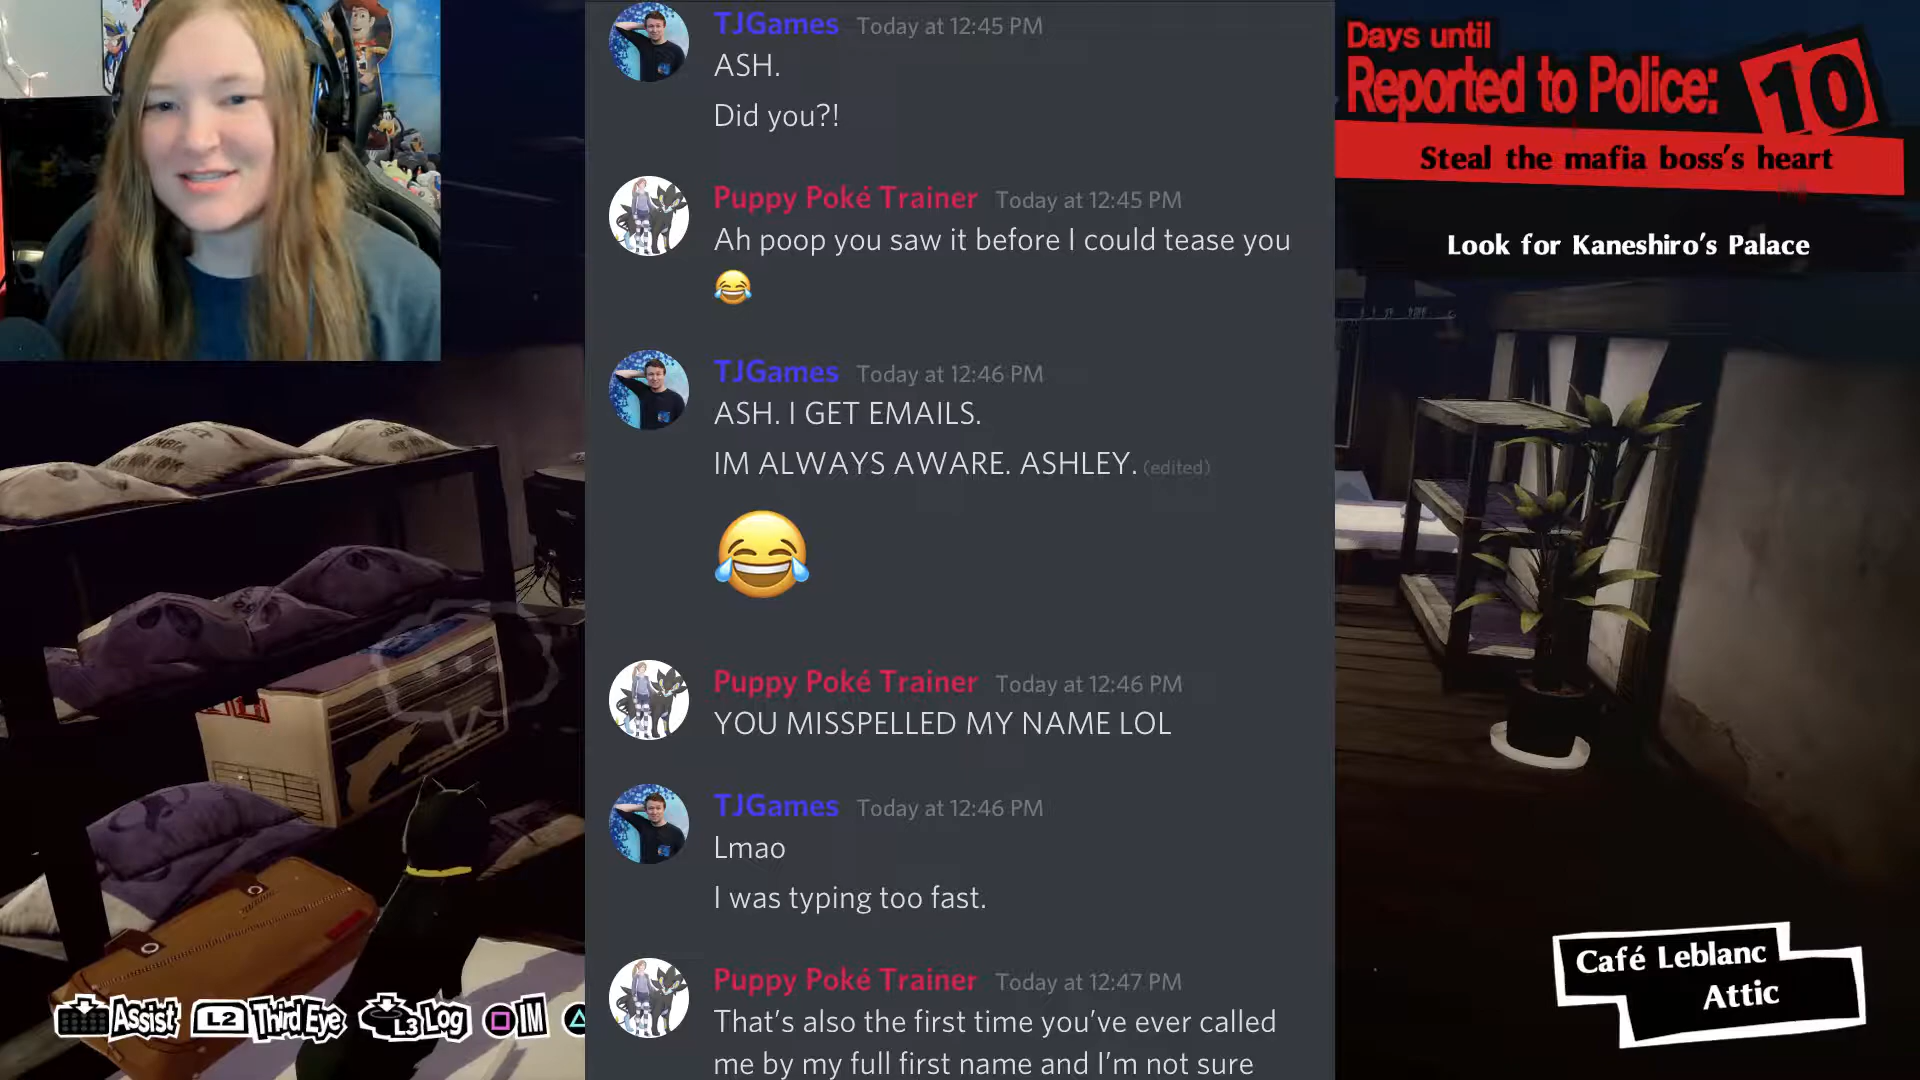 TJGames Today at 12:45 PM
ASH.
Did you?!
Puppy Poké Trainer Today at 12:45 PM
Ah poop you saw it before I could tease you
😂
TJGames Today at 12:46 PM
ASH. I GET EMAILS.
IM ALWAYS AWARE. ASHLEY. (edited)
😂
Puppy Poké Trainer Today at 12:46 PM
YOU MISSPELLED MY NAME LOL
TJGames Today at 12:46 PM
Lmao
I was typing too fast.
Puppy Poké Trainer Today at 12:47 PM
That's also the first time you've ever called
me by my full first name and I'm not sure
Days until
Reported to Police: 10
Steal the mafia boss's heart
Look for Kaneshiro's Palace
Café Leblanc
Attic
Assist L2 Third Eye L3 Log IM